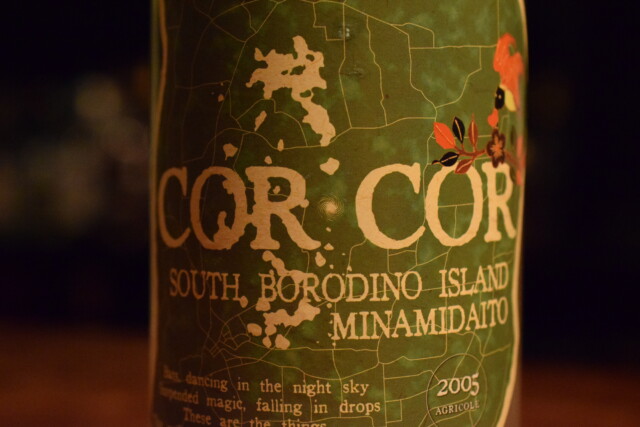 COR COR
SOUTH BORODINO ISLAND
MINAMIDAITO
dancing in the night sky
Suspended magic, falling in drops
These are the things
2005
AGRICOLE